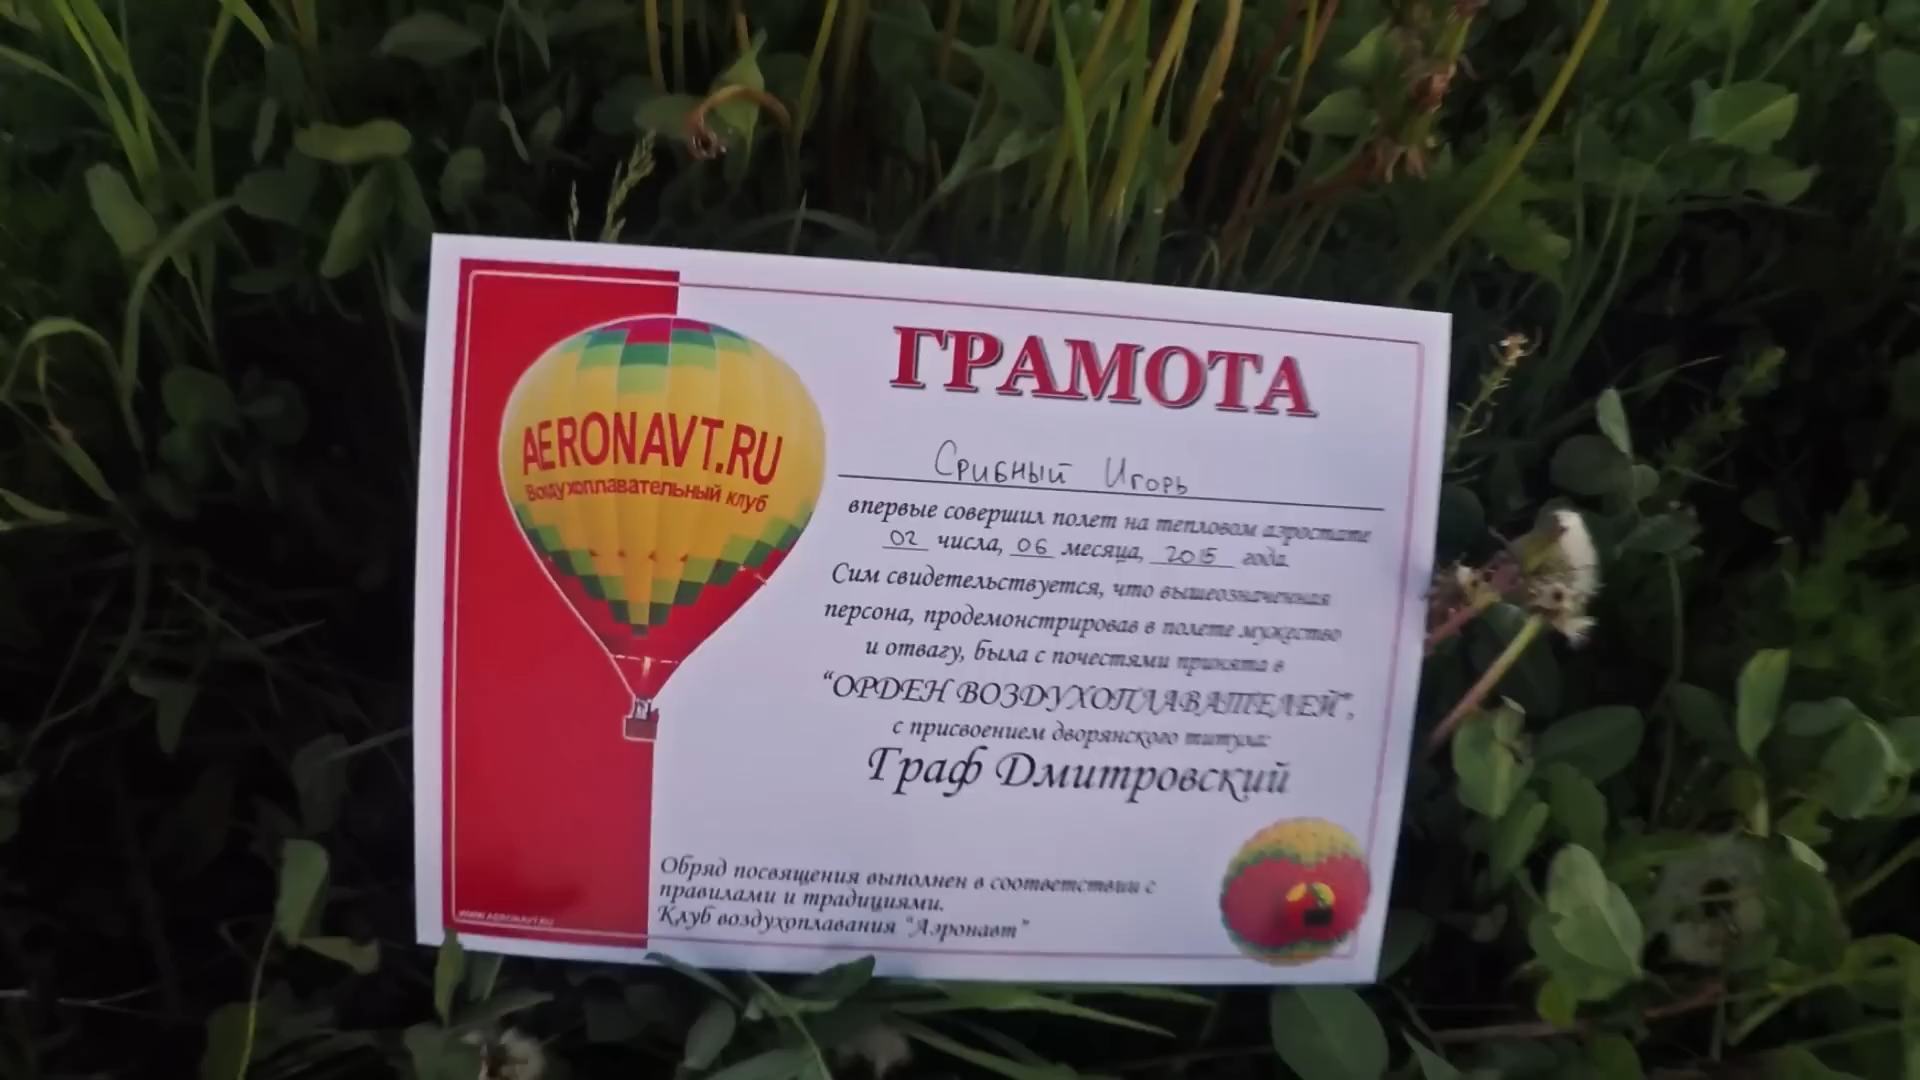 ГРАМОТА
AERONAVT.RU
Воздухоплавательный клуб
Срибный Игорь
впервые совершил полет на тепловом аэростате
02 числа, 06 месяца, 2015 года.
Сим свидетельствуется, что вышеозначенная
персона, продемонстрировав в полете мужество
и отвагу, была с почестями принята в
“ОРДЕН ВОЗДУХОПЛАВАТЕЛЕЙ”,
с присвоением дворянского титула:
Граф Дмитровский
Обряд посвящения выполнен в соответствии с
правилами и традициями.
Клуб воздухоплавания “Аэронавт”
WWW.AERONAVT.RU